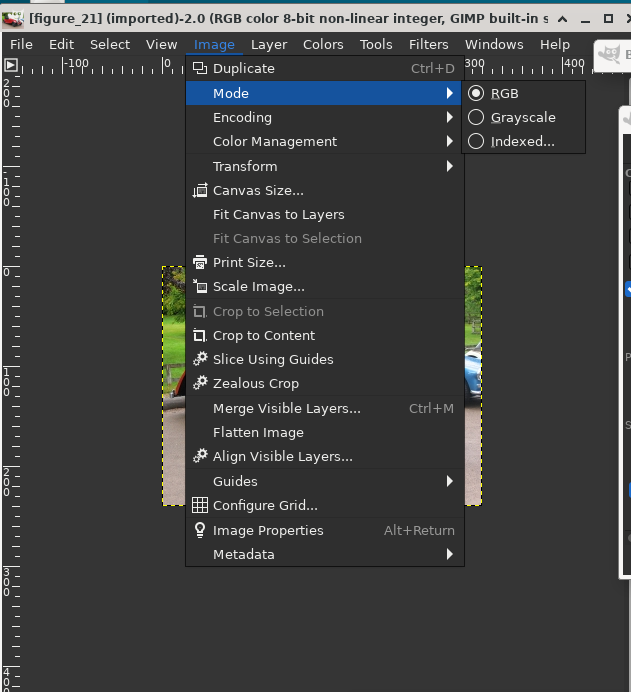 [figure_21] (imported)-2.0 (RGB color 8-bit non-linear integer, GIMP built-in s
File Edit Select View Image Layer Colors Tools Filters Windows Help
-100 0 300 400
Duplicate Ctrl+D
Mode
RGB
Encoding
Grayscale
Color Management
Indexed...
Transform
Canvas Size...
Fit Canvas to Layers
Fit Canvas to Selection
Print Size...
Scale Image...
Crop to Selection
Crop to Content
Slice Using Guides
Zealous Crop
Merge Visible Layers... Ctrl+M
Flatten Image
Align Visible Layers...
Guides
Configure Grid...
Image Properties Alt+Return
Metadata
0
100
200
300